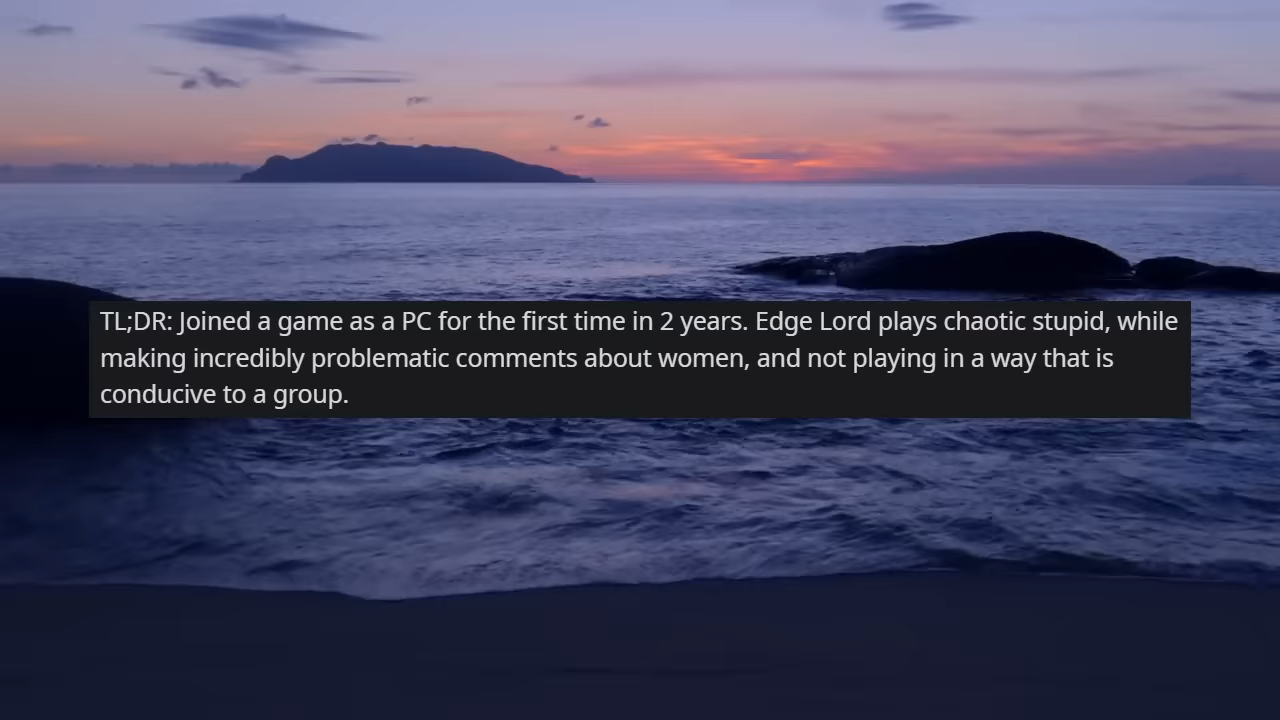 TL;DR: Joined a game as a PC for the first time in 2 years. Edge Lord plays chaotic stupid, while
making incredibly problematic comments about women, and not playing in a way that is
conducive to a group.